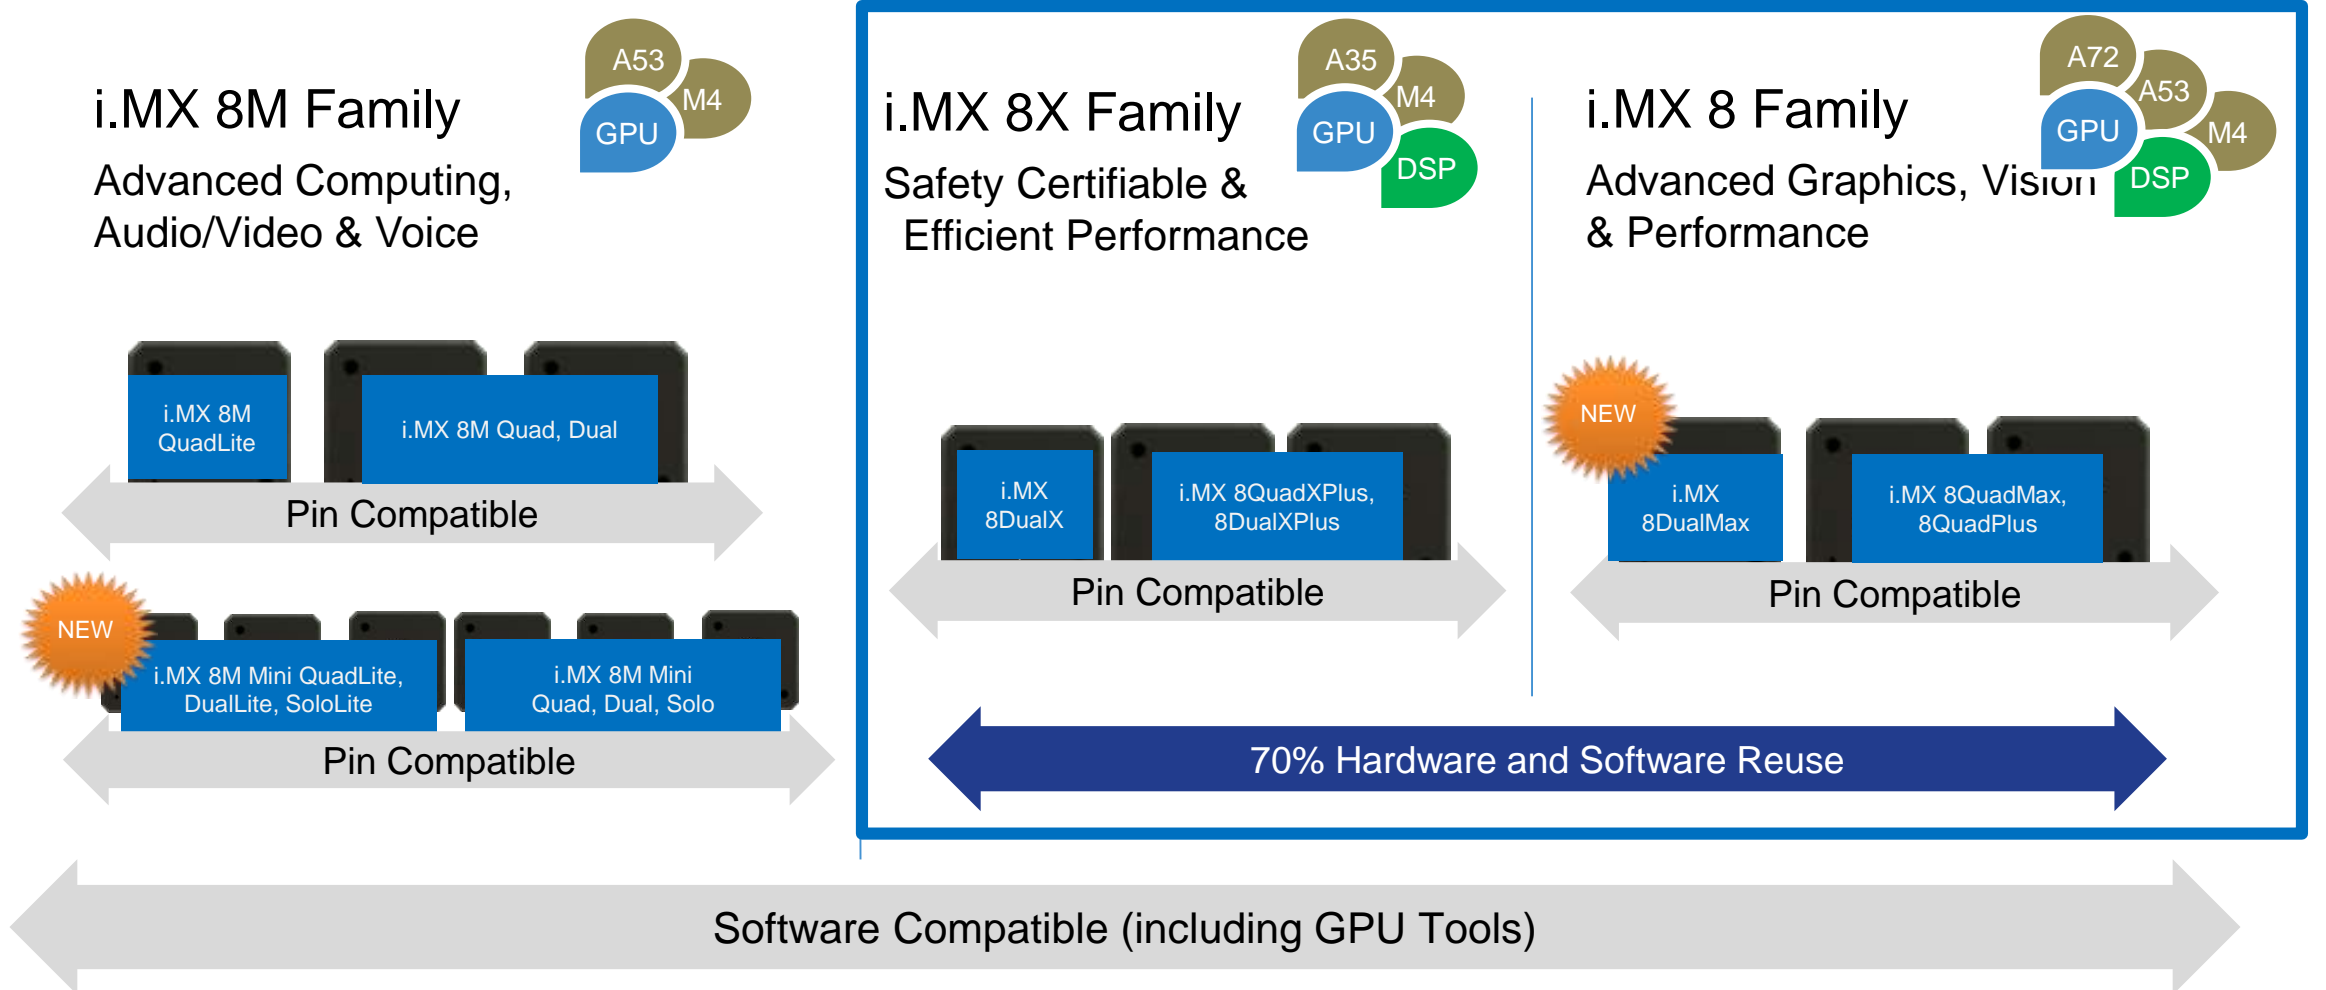 i.MX 8M Family
Advanced Computing,
Audio/Video & Voice
A53
M4
GPU
i.MX 8M
QuadLite
i.MX 8M Quad, Dual
Pin Compatible
NEW
i.MX 8M Mini QuadLite,
DualLite, SoloLite
i.MX 8M Mini
Quad, Dual, Solo
Pin Compatible
i.MX 8X Family
Safety Certifiable &
Efficient Performance
A35
M4
GPU
DSP
i.MX
8DualX
i.MX 8QuadXPlus,
8DualXPlus
Pin Compatible
i.MX 8 Family
Advanced Graphics, Vision
& Performance
A72
A53
GPU
M4
DSP
NEW
i.MX
8DualMax
i.MX 8QuadMax,
8QuadPlus
Pin Compatible
70% Hardware and Software Reuse
Software Compatible (including GPU Tools)